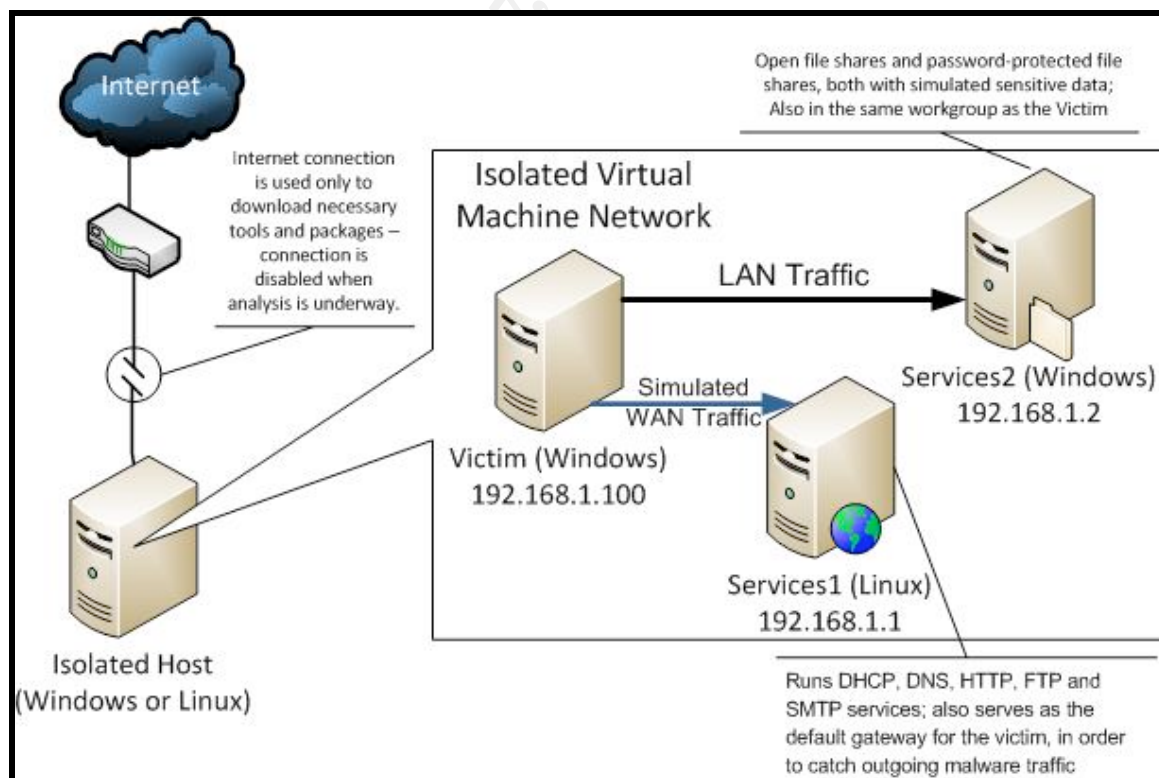 Internet
Internet connection
is used only to
download necessary
tools and packages –
connection is
disabled when
analysis is underway.
Open file shares and password-protected file
shares, both with simulated sensitive data;
Also in the same workgroup as the Victim
Isolated Virtual
Machine Network
LAN Traffic
Services2 (Windows)
192.168.1.2
Simulated
WAN Traffic
Victim (Windows)
192.168.1.100
Services1 (Linux)
192.168.1.1
Isolated Host
(Windows or Linux)
Runs DHCP, DNS, HTTP, FTP and
SMTP services; also serves as the
default gateway for the victim, in order
to catch outgoing malware traffic